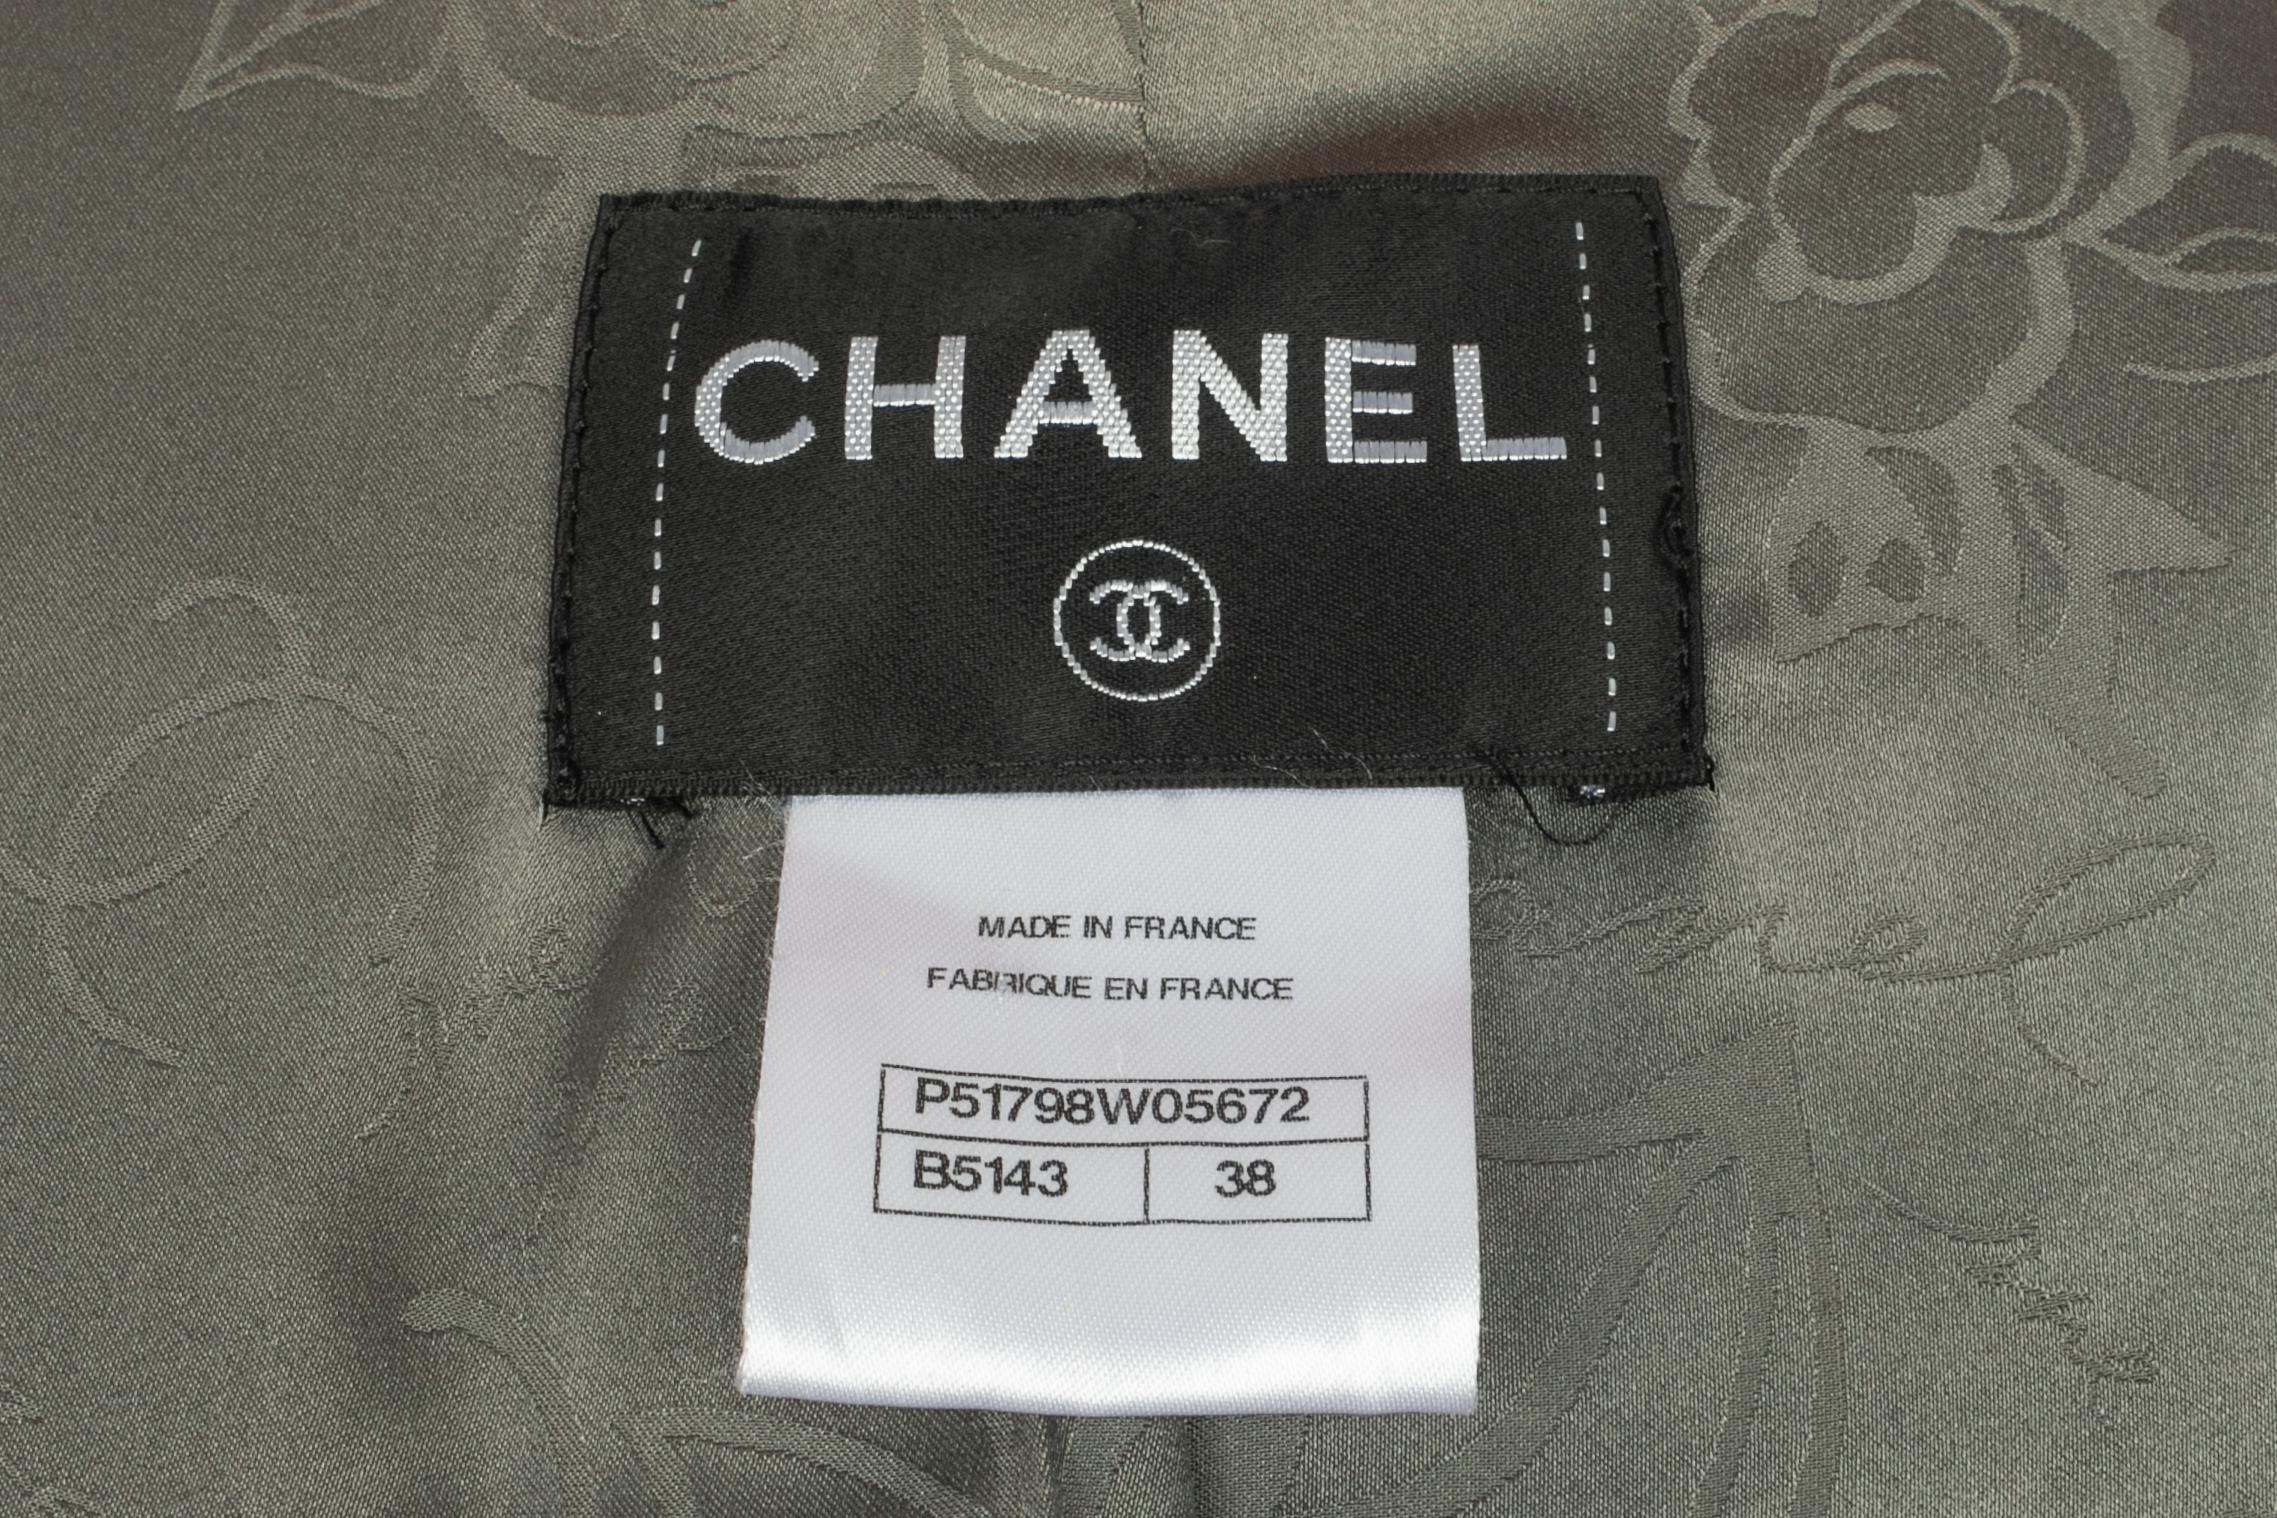 CHANEL
MADE IN FRANCE
FABRIQUE EN FRANCE
P51798W05672
B5143 38